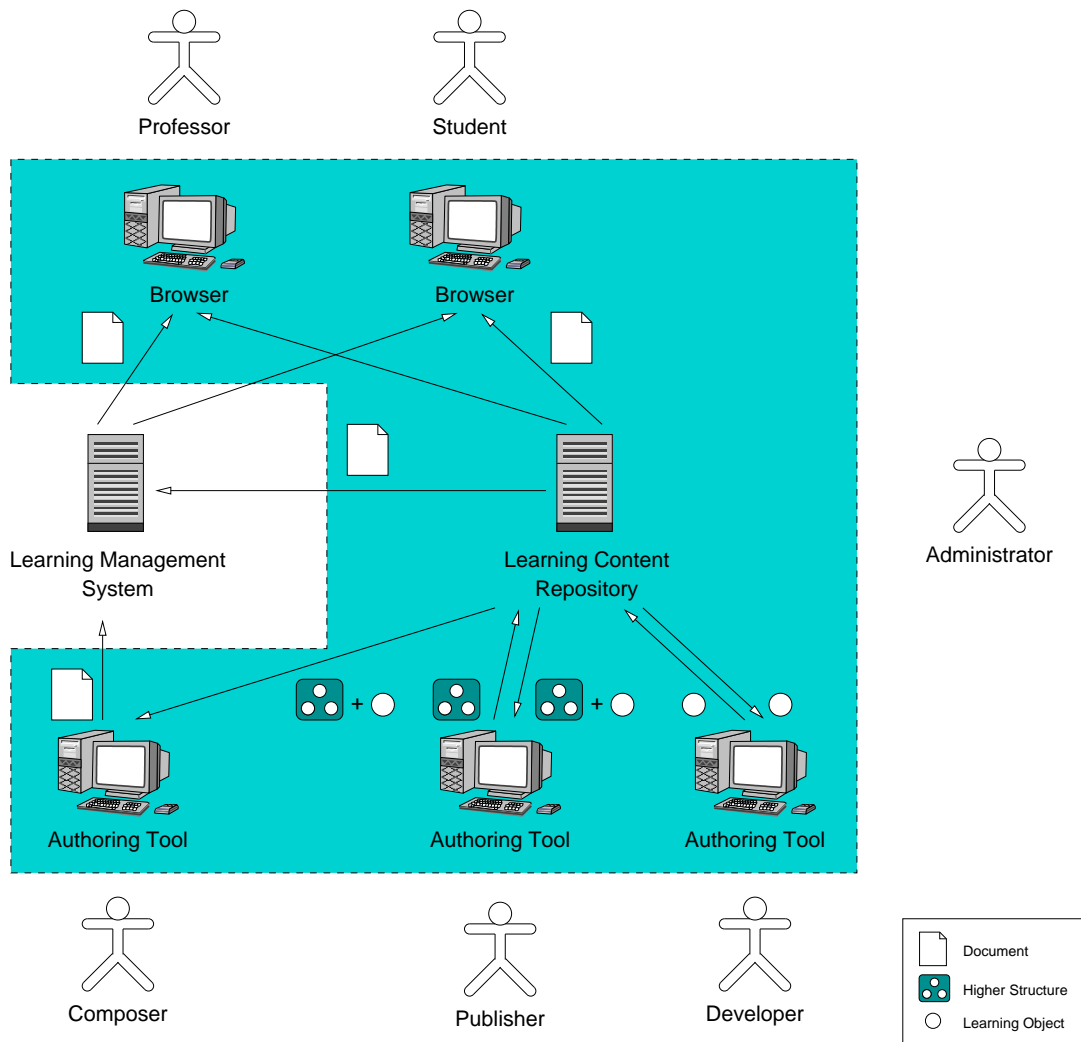 Professor
Student
Browser
Browser
Learning Management
System
Learning Content
Repository
Administrator
+
+
Authoring Tool
Authoring Tool
Authoring Tool
Composer
Publisher
Developer
Document
Higher Structure
Learning Object